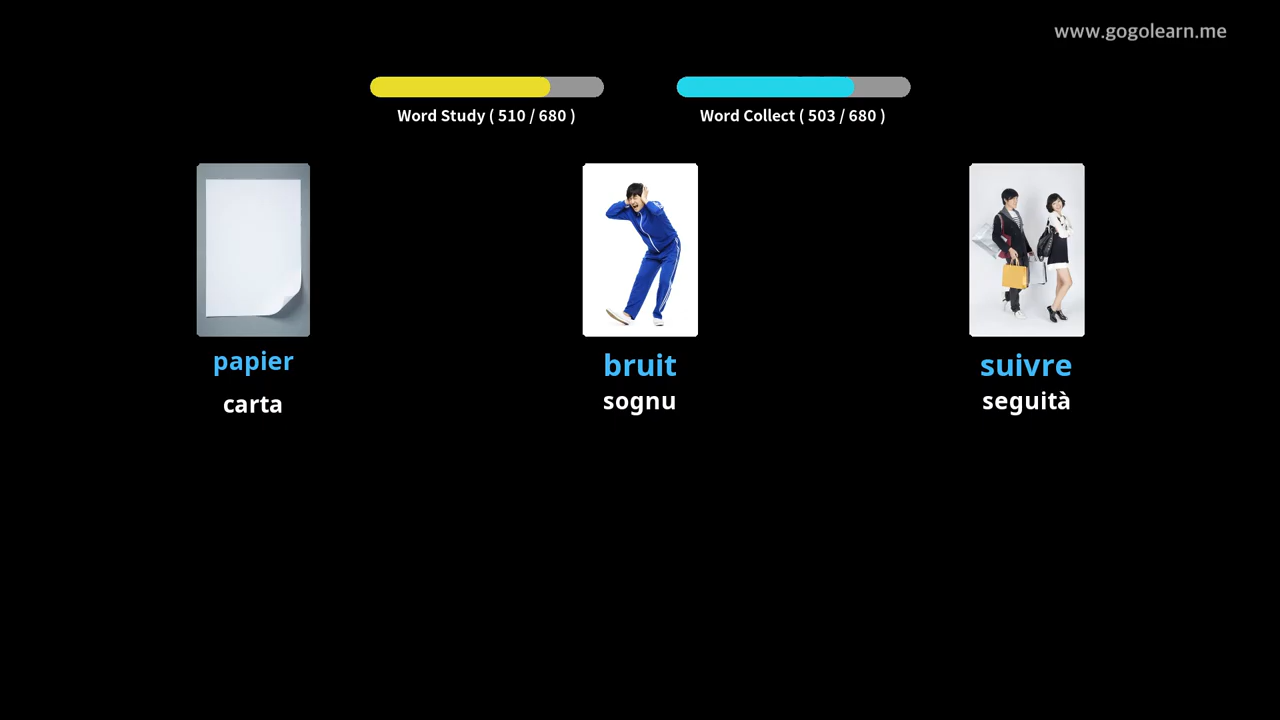 www.gogolearn.me
Word Study ( 510 / 680 )
Word Collect ( 503 / 680 )
papier
carta
bruit
sognu
suivre
seguità